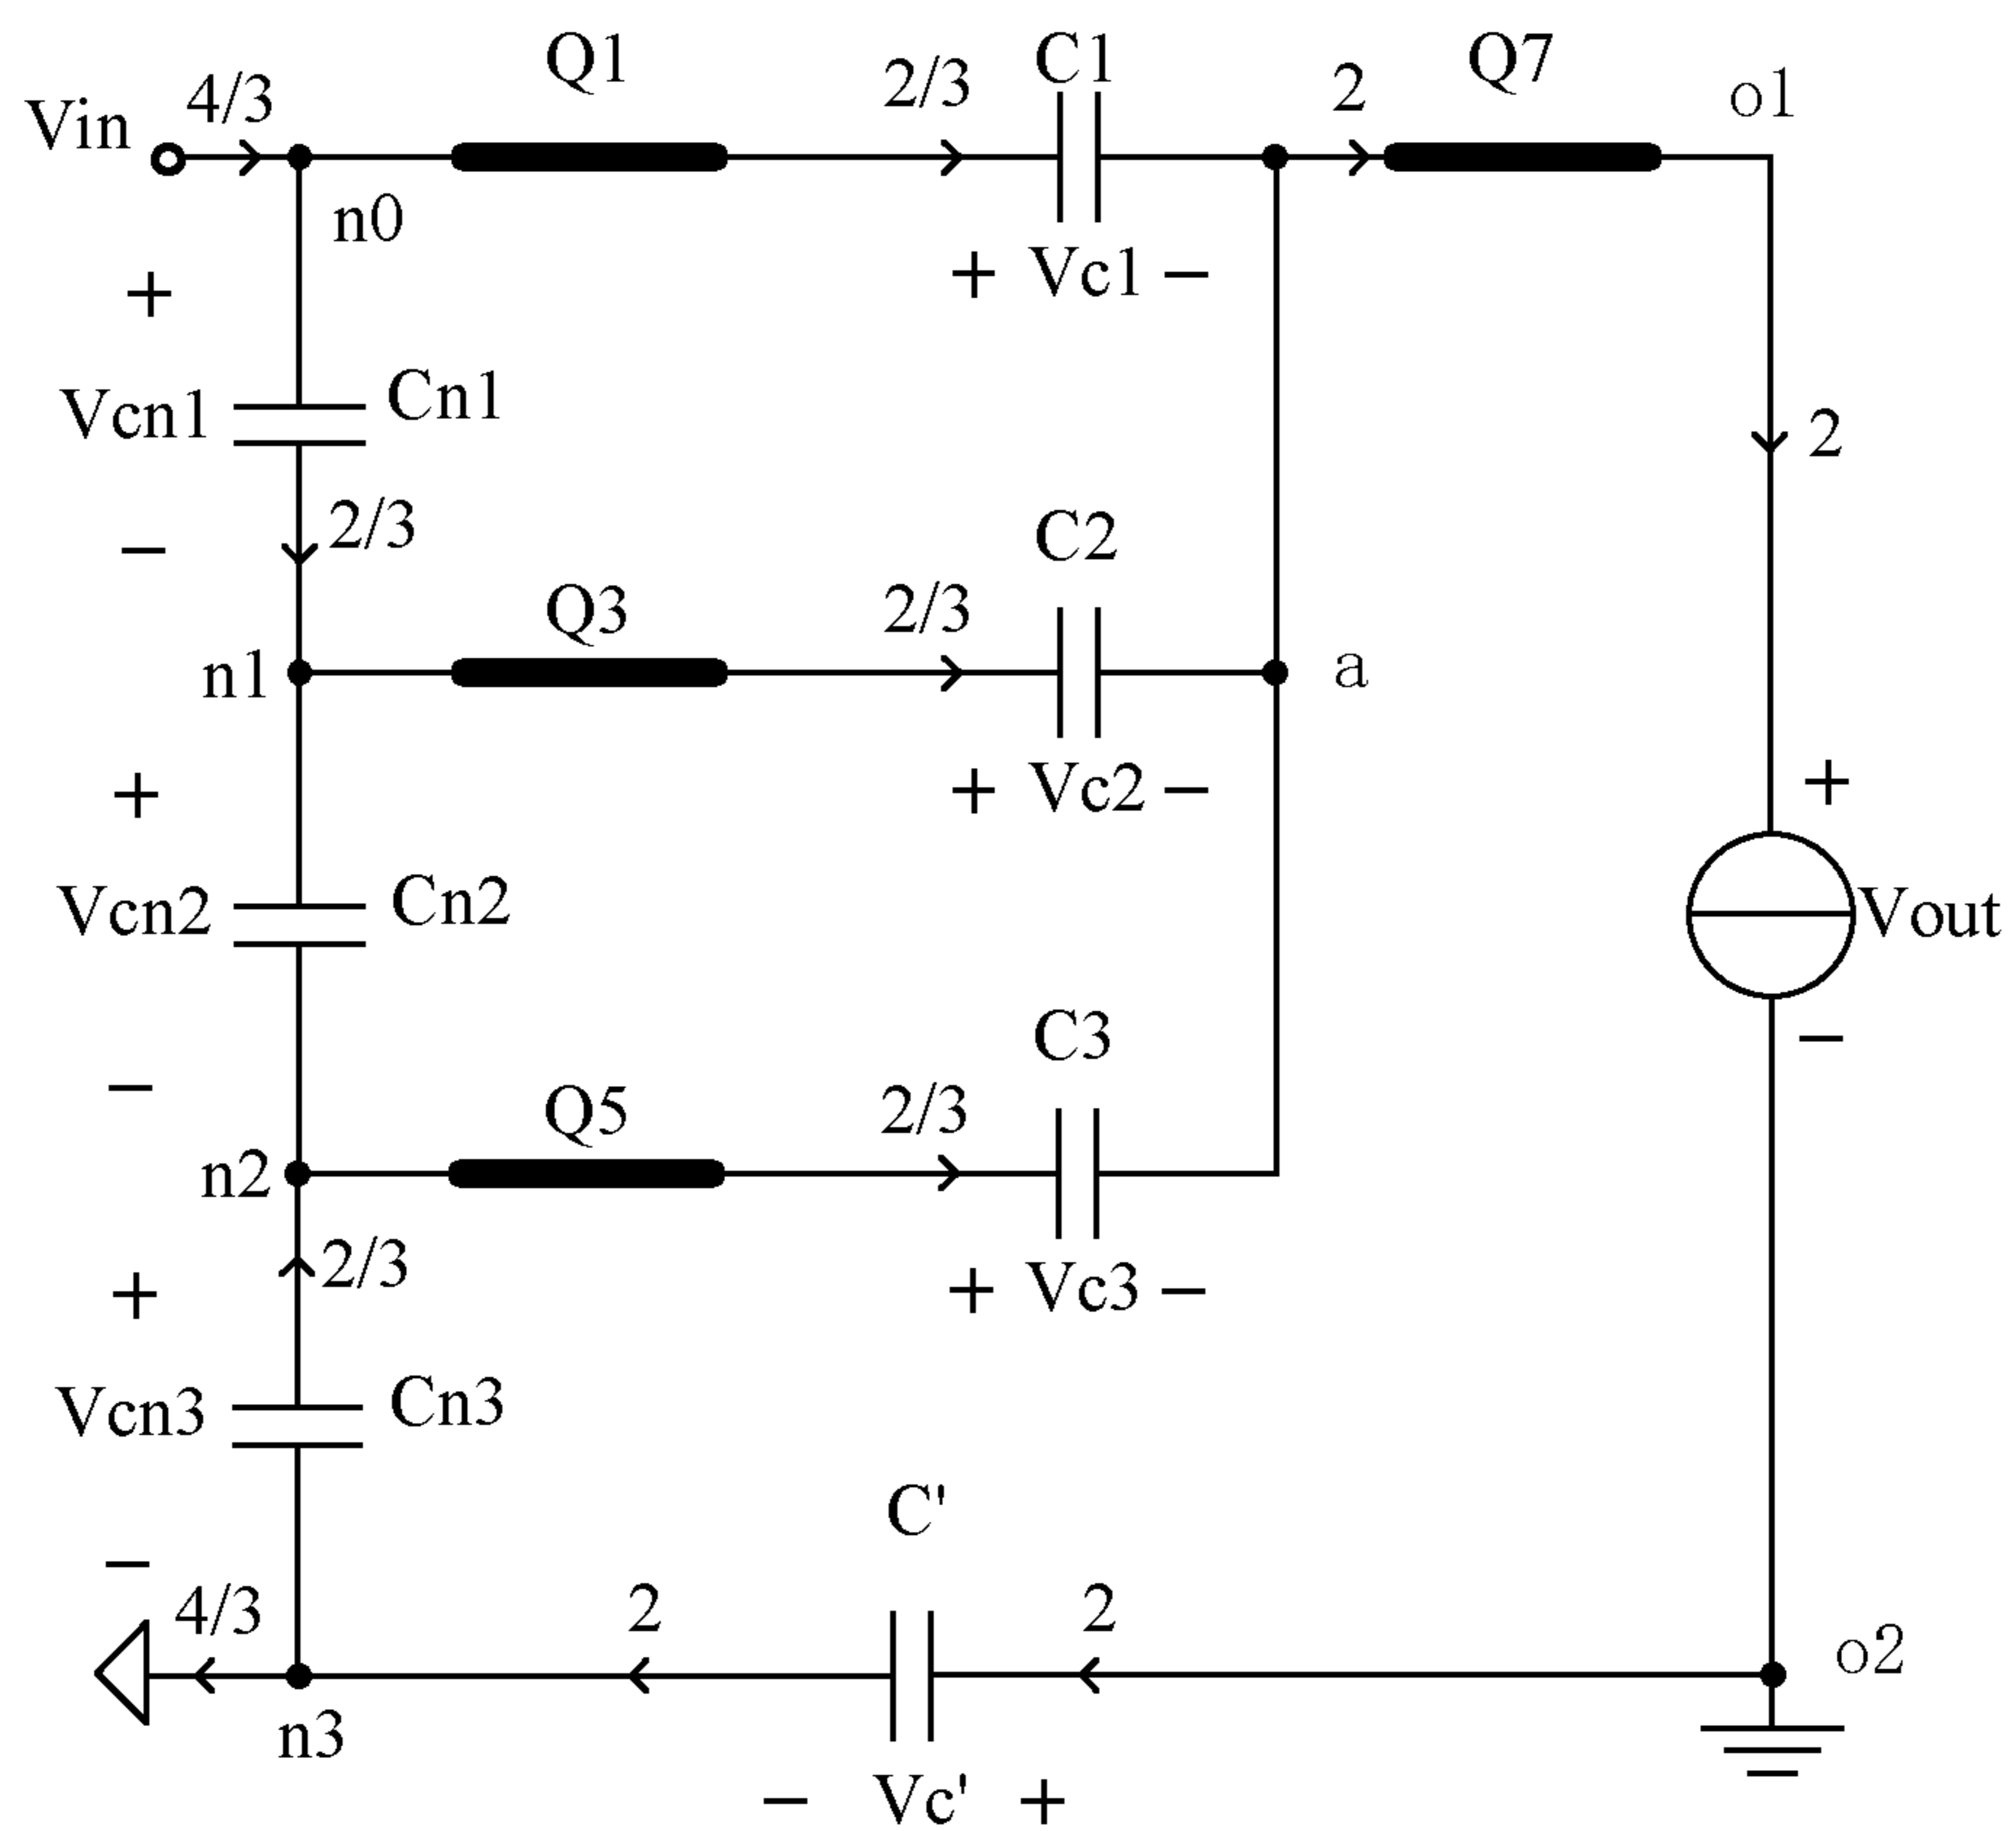 Q1
C1
Q7
o1
Vin
4/3
2/3
2
n0
+
+ Vc1 −
Vcn1
Cn1
2
−
2/3
C2
Q3
2/3
n1
a
+
+ Vc2 −
+
Vcn2
Cn2
Vout
C3
−
−
Q5
2/3
n2
2/3
+
+ Vc3 −
Vcn3
Cn3
C'
−
4/3
2
2
o2
n3
− Vc' +